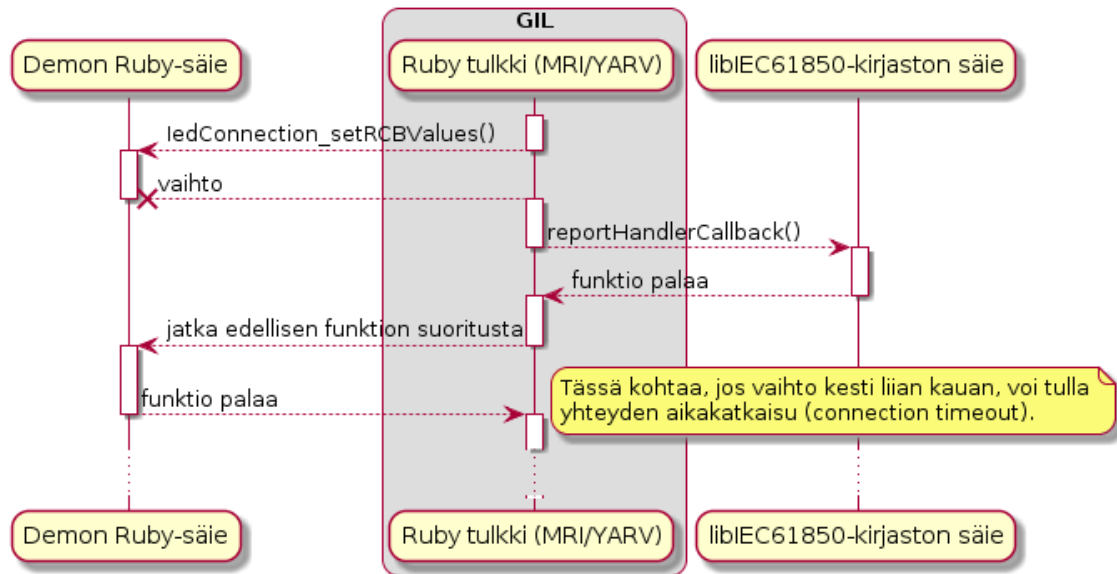 GIL
Demon Ruby-säie
Ruby tulkki (MRI/YARV)
libIEC61850-kirjaston säie
IedConnection_setRCBValues()
vaihto
reportHandlerCallback()
funktio palaa
jatka edellisen funktion suoritusta
Tässä kohtaa, jos vaihto kesti liian kauan, voi tulla
yhteyden aikakatkaisu (connection timeout).
funktio palaa
Demon Ruby-säie
Ruby tulkki (MRI/YARV)
libIEC61850-kirjaston säie